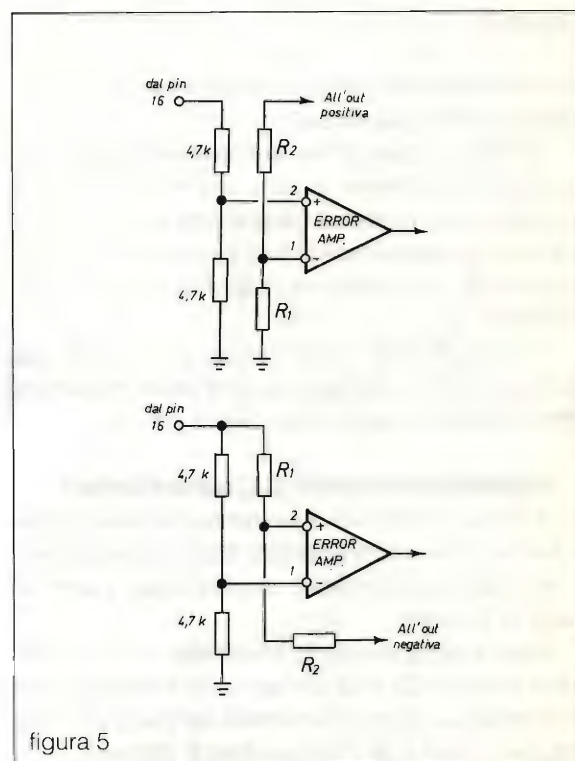 dal pin
16
All'out
positiva
4,7k
R2
2
+
ERROR
AMP.
1
-
4,7k
R1
dal pin
16
4,7 k
R1
2
+
ERROR
AMP.
1
-
4,7k
All'out
negativa
R2
figura 5